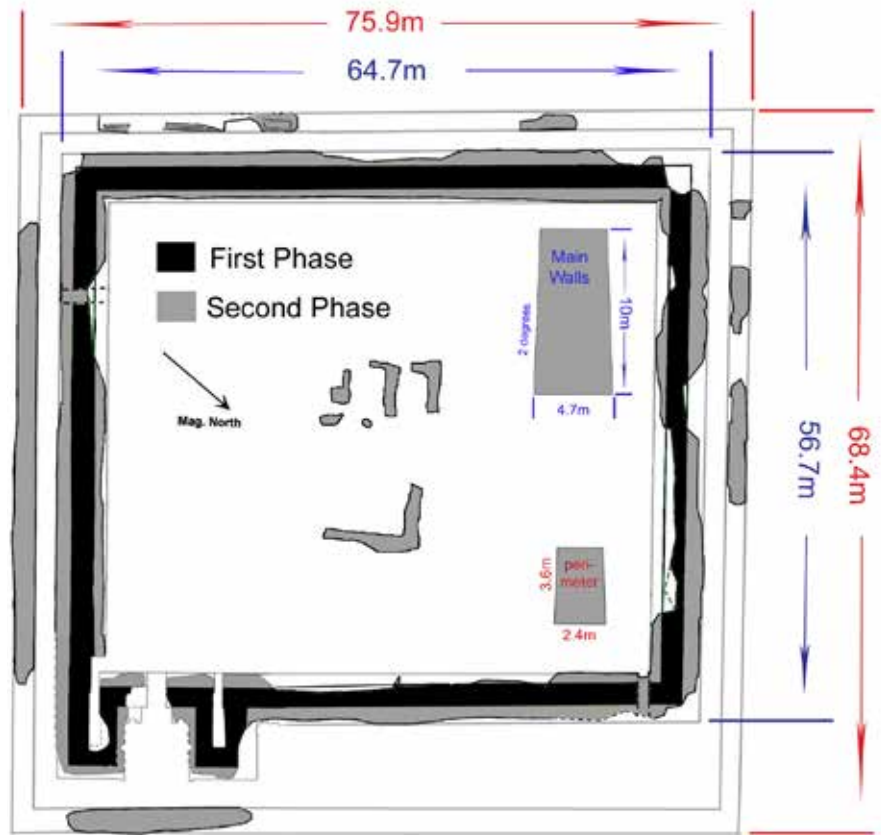 75.9m
64.7m
First Phase
Second Phase
Mag. North
Main
Walls
2 degrees
10m
4.7m
peri-
meter
3.6m
2.4m
56.7m
68.4m